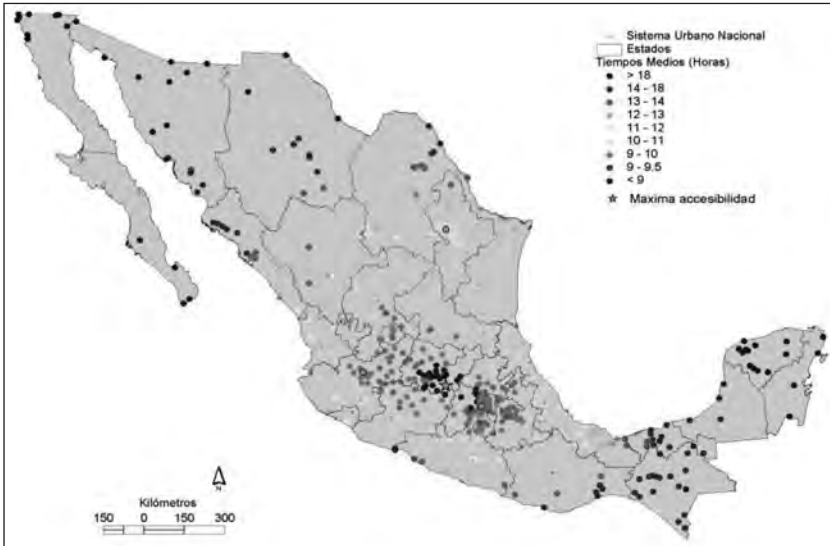 Sistema Urbano Nacional
Estados
Tiempos Medios (Horas)
> 18
14 - 18
13 - 14
12 - 13
11 - 12
10 - 11
9 - 10
9 - 9.5
< 9
Maxima accesibilidad
N
Kilómetros
150 0 150 300